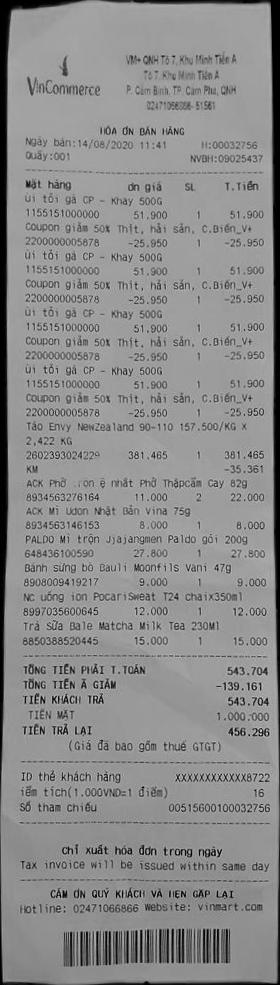 VinCommerce
VM+ QNH Tổ 7, Khu Minh Tiến A
Tổ 7, Khu Minh Tiến A
P. Cẩm Bình, TP. Cẩm Phả, QNH
02471066866- 51561
HÓA ĐƠN BÁN HÀNG
Ngày bán:14/08/2020 11:41 H:00032756
Quầy:001 NVBH:09025437
Mặt hàng đn giá SL T.Tiền
ùi tỏi gà CP - Khay 500G
1155151000000 51.900 1 51.900
Coupon giảm 50% Thịt, hải sản, C.Biến_V+
2200000005878 -25.950 1 -25.950
ùi tỏi gà CP - Khay 500G
1155151000000 51.900 1 51.900
Coupon giảm 50% Thịt, hải sản, C.Biến_V+
2200000005878 -25.950 1 -25.950
ùi tỏi gà CP - Khay 500G
1155151000000 51.900 1 51.900
Coupon giảm 50% Thịt, hải sản, C.Biến_V+
2200000005878 -25.950 1 -25.950
ùi tỏi gà CP - Khay 500G
1155151000000 51.900 1 51.900
Coupon giảm 50% Thịt, hải sản, C.Biến_V+
2200000005878 -25.950 1 -25.950
Táo Envy NewZealand 90-110 157.500/KG X
2,422 KG
2602393024229 381.465 1 381.465
KM -35.361
ACK Phở ệ nhất Phở Thậpcẩm Cay 82g
8934563276164 11.000 2 22.000
ACK Mì Udon Nhật Bản Vina 75g
8934563146153 8.000 1 8.000
PALDO Mì trộn Jjajangmen Paldo gói 200g
648436100590 27.800 1 27.800
Bánh sừng bò Bauli Moonfils Vani 47g
8908009419217 9.000 1 9.000
NC uống ion PocariSweat T24 chaix350ml
8997035600645 12.000 1 12.000
Trà Sữa Bale Matcha Milk Tea 230Ml
8850388520445 15.000 1 15.000
TỔNG TIỀN PHẢI T.TOÁN 543.704
TỔNG TIỀN Ã GIẢM -139.161
TIỀN KHÁCH TRẢ 543.704
TIỀN MẶT 1.000.000
TIỀN TRẢ LẠI 456.296
(Giá đã bao gồm thuế GTGT)
ID thẻ khách hàng XXXXXXXXXXXX8722
iểm tích(1.000VND=1 điểm) 16
Số tham chiếu 00515600100032756
Chỉ xuất hóa đơn trong ngày
Tax invoice will be issued within same day
CẢM ƠN QUÝ KHÁCH VÀ HẸN GẶP LẠI
Hotline: 02471066866 Website: vinmart.com